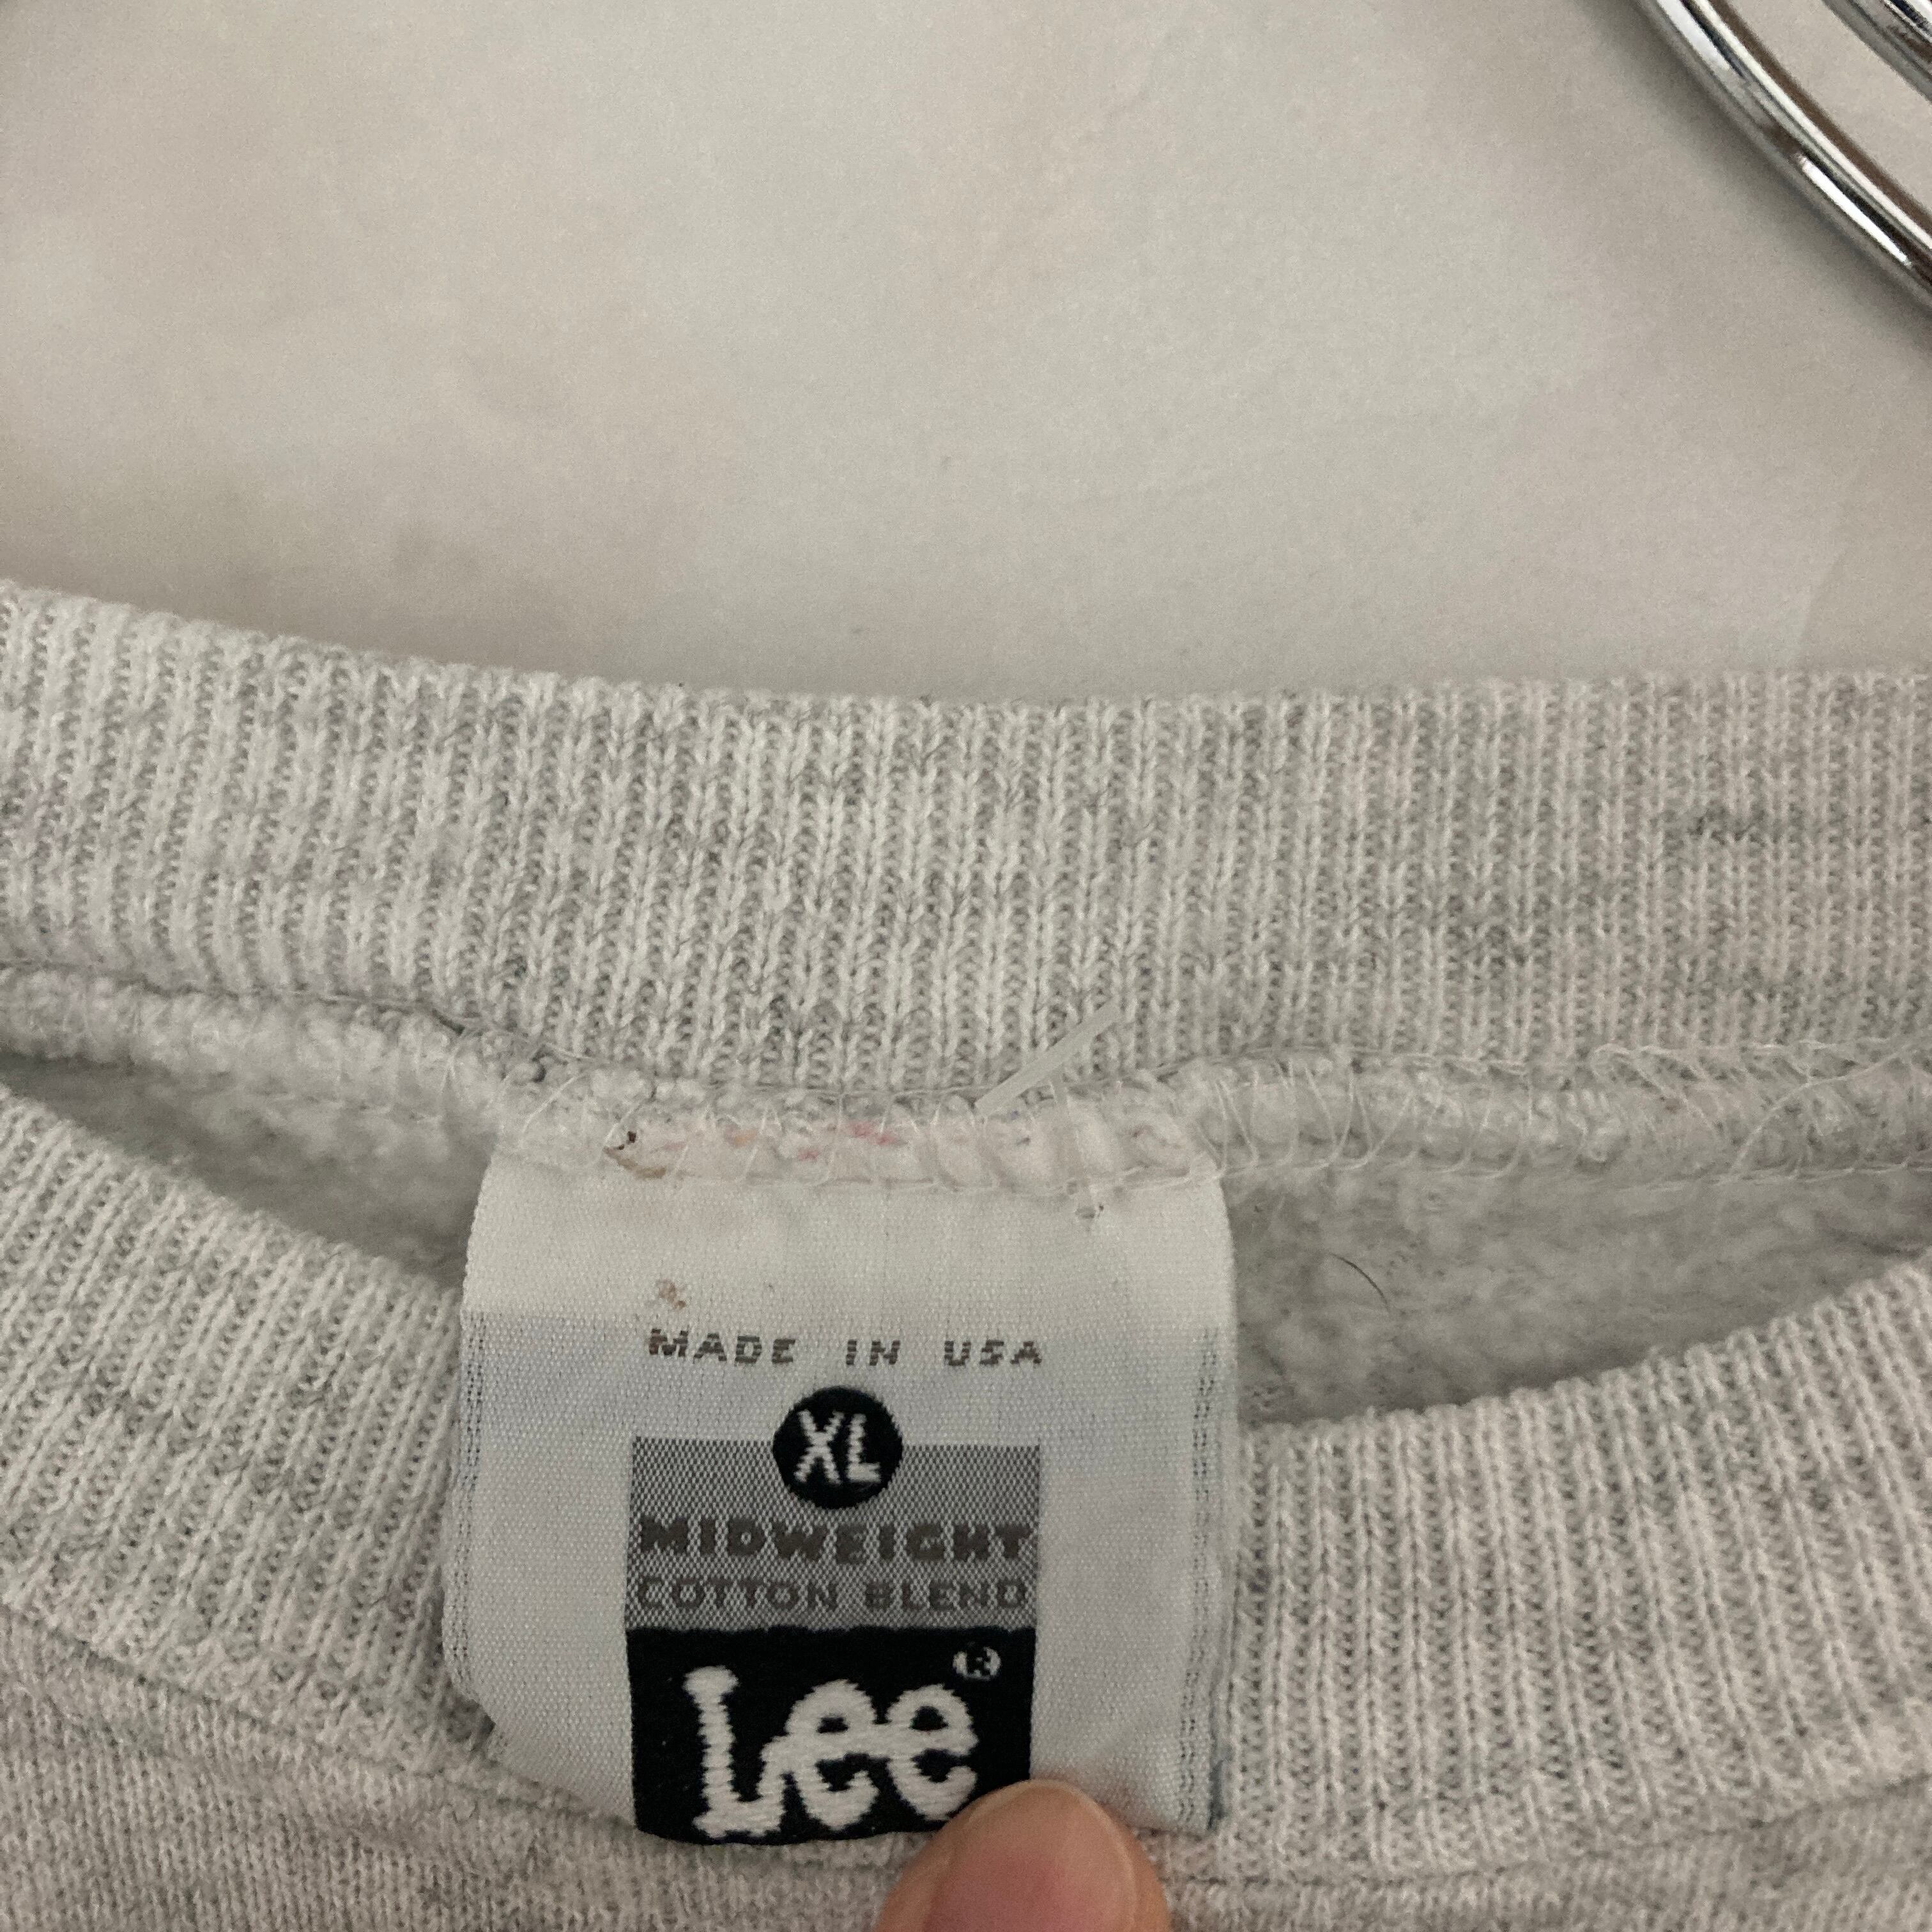 MADE IN USA
XL
MIDWEIGHT
COTTON BLEND
Lee®